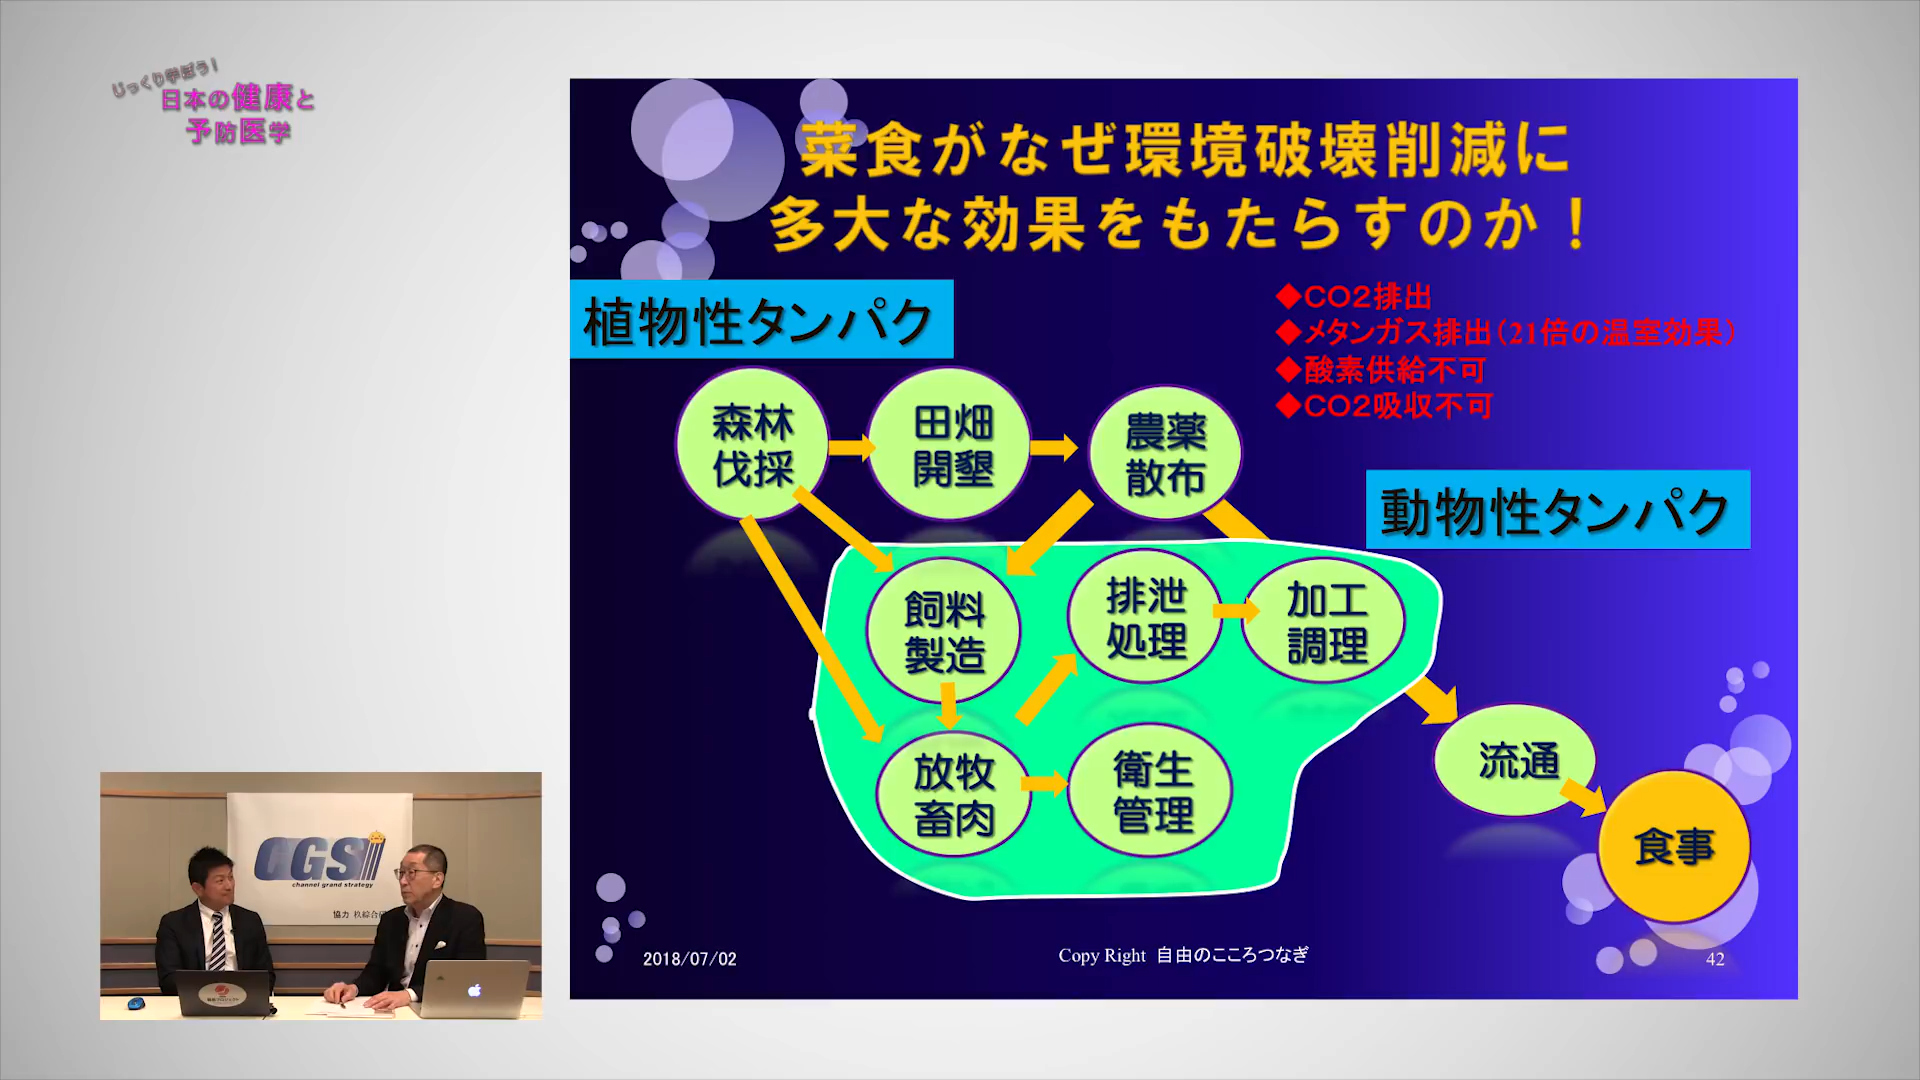 じっくり学ぼう!
日本の健康と
予防医学
菜食がなぜ環境破壊削減に
多大な効果をもたらすのか！
植物性タンパク
◆CO2排出
◆メタンガス排出（21倍の温室効果）
◆酸素供給不可
◆CO2吸収不可
森林
伐採
田畑
開墾
農薬
散布
動物性タンパク
飼料
製造
排泄
処理
加工
調理
放牧
畜肉
衛生
管理
流通
食事
2018/07/02
Copy Right 自由のこころつなぎ
42
CGS
channel grand strategy
協力